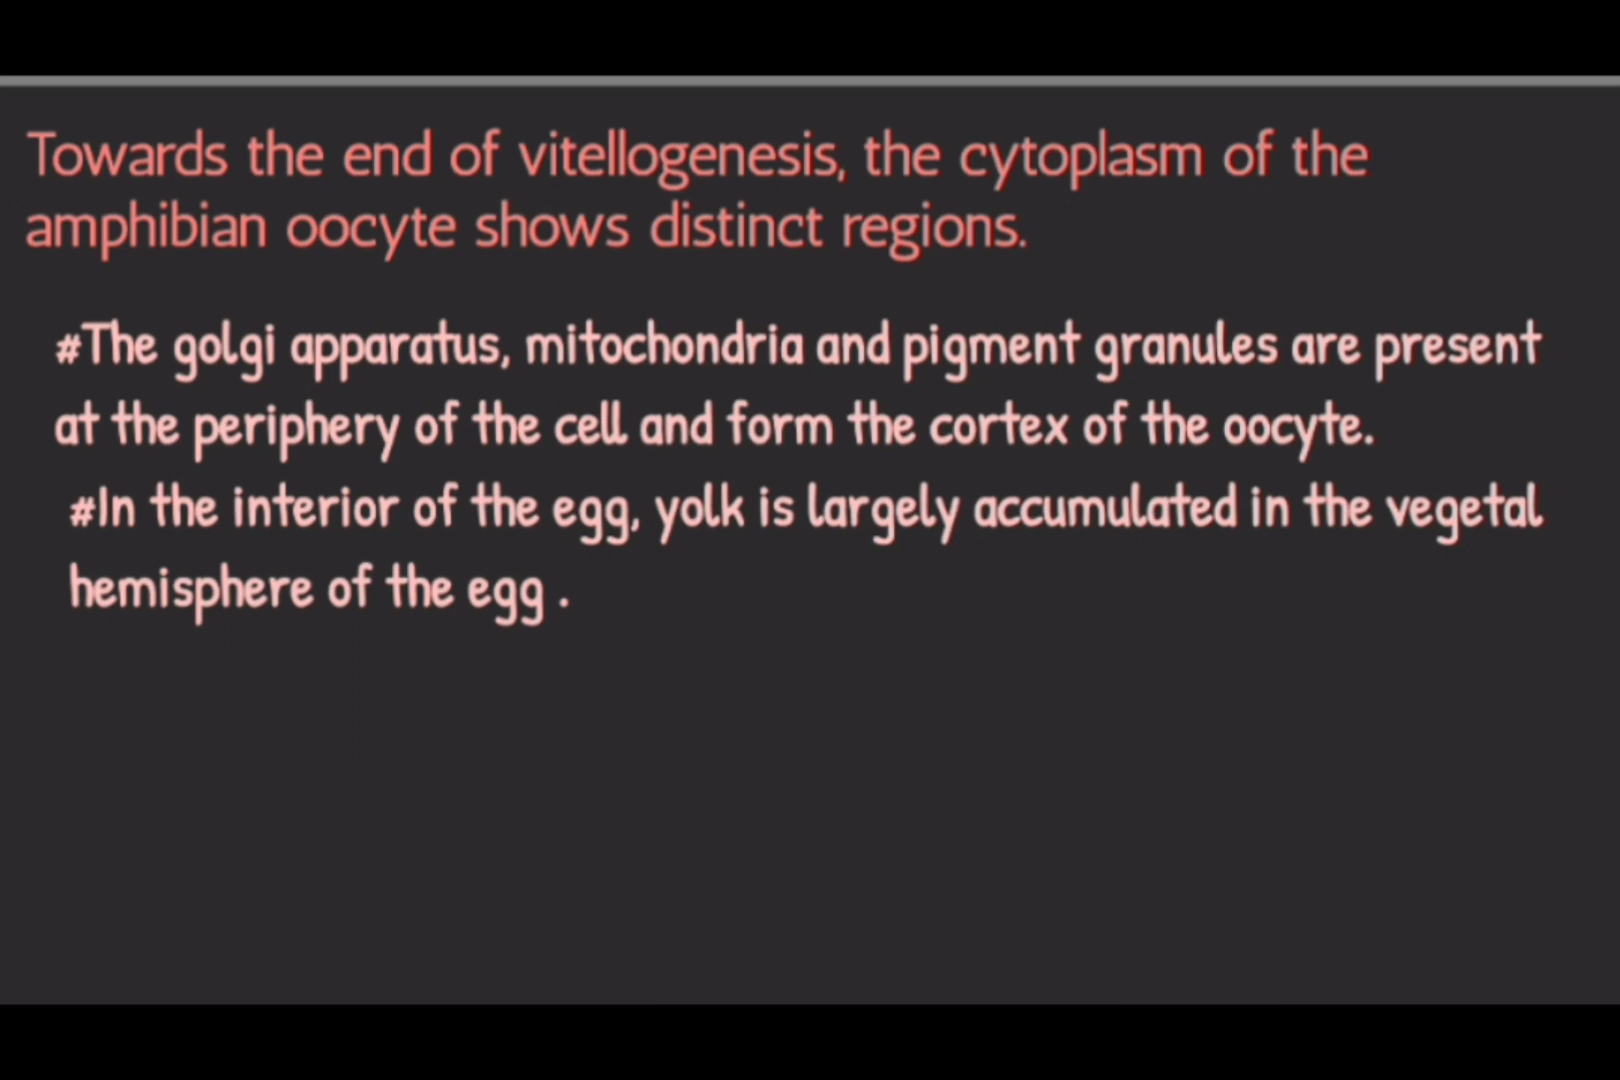 Towards the end of vitellogenesis, the cytoplasm of the
amphibian oocyte shows distinct regions.
#The golgi apparatus, mitochondria and pigment granules are present
at the periphery of the cell and form the cortex of the oocyte.
#In the interior of the egg, yolk is largely accumulated in the vegetal
hemisphere of the egg .